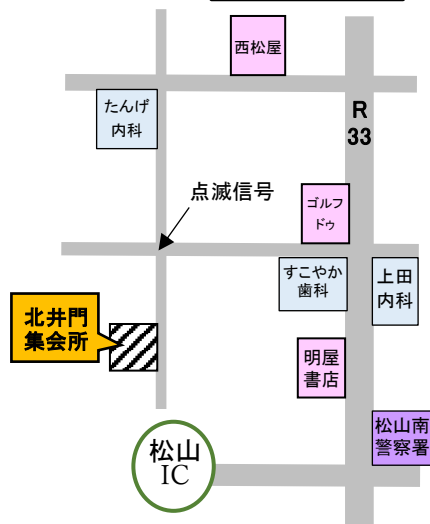 西松屋
たんげ
内科
R
33
点滅信号
ゴルフ
ドゥ
すこやか
歯科
上田
内科
北井門
集会所
明屋
書店
松山南
警察署
松山
IC